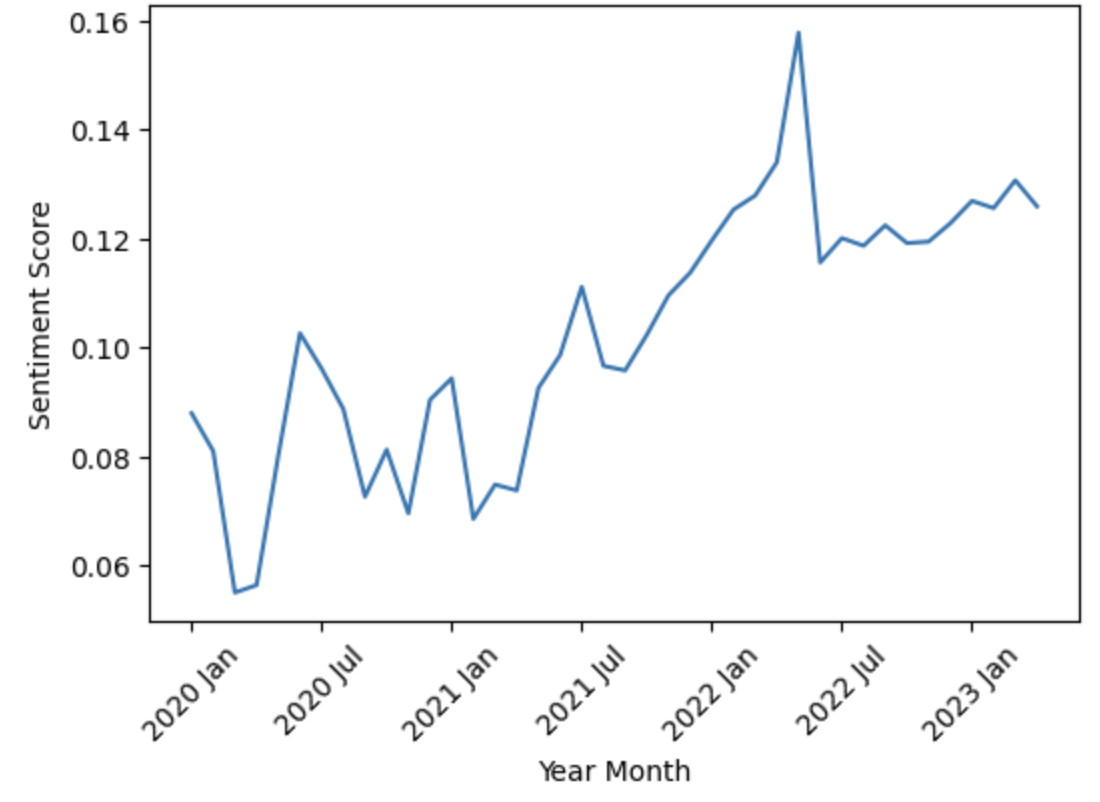 0.16
0.14
0.12
0.10
0.08
0.06
Sentiment Score
2020 Jan
2020 Jul
2021 Jan
2021 Jul
2022 Jan
2022 Jul
2023 Jan
Year Month